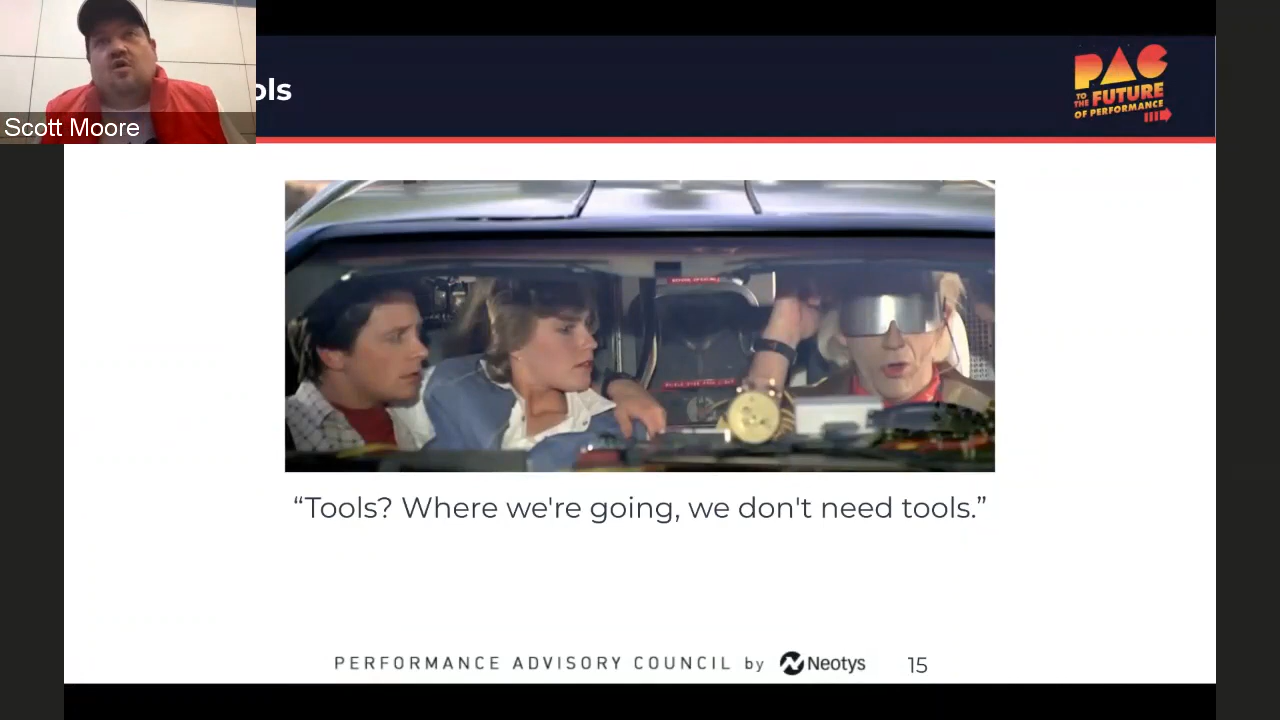 Scott Moore
ols
PAC
TO
THE FUTURE
OF PERFORMANCE
“Tools? Where we're going, we don't need tools.”
PERFORMANCE ADVISORY COUNCIL by Neotys
15